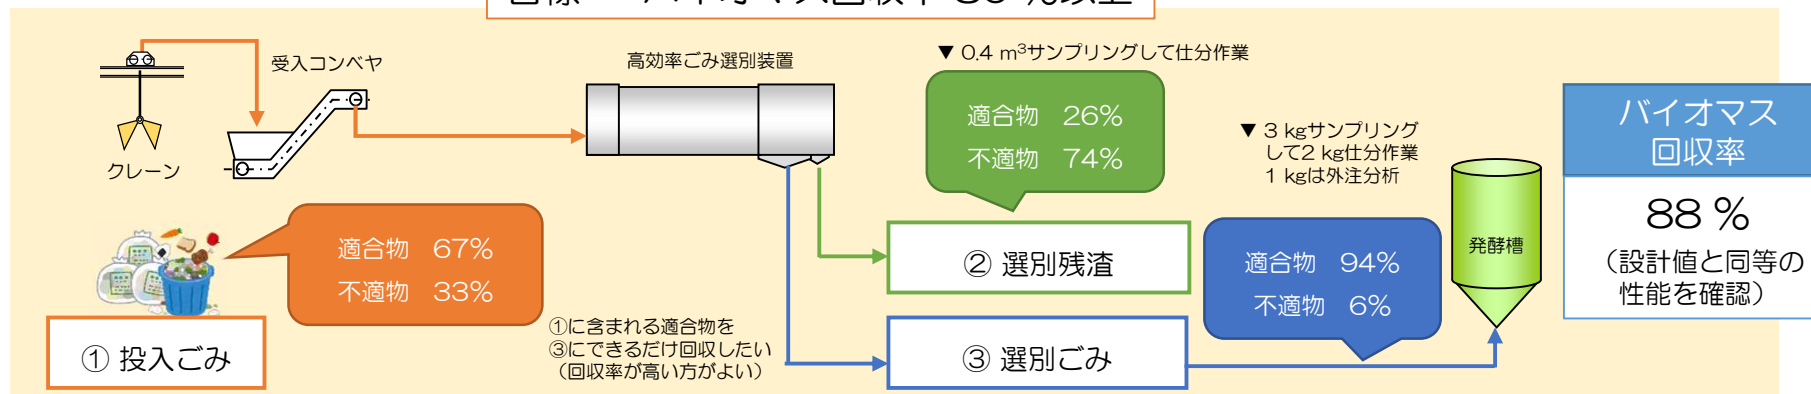 受入コンベヤ
クレーン
高効率ごみ選別装置
▼ 0.4 m³サンプリングして仕分作業
適合物 26%
不適物 74%
▼ 3 kgサンプリング
して2 kg仕分作業
1 kgは外注分析
バイオマス
回収率
88 %
（設計値と同等の
性能を確認）
適合物 67%
不適物 33%
② 選別残渣
適合物 94%
不適物 6%
発酵槽
① 投入ごみ
①に含まれる適合物を
③にできるだけ回収したい
（回収率が高い方がよい）
③ 選別ごみ